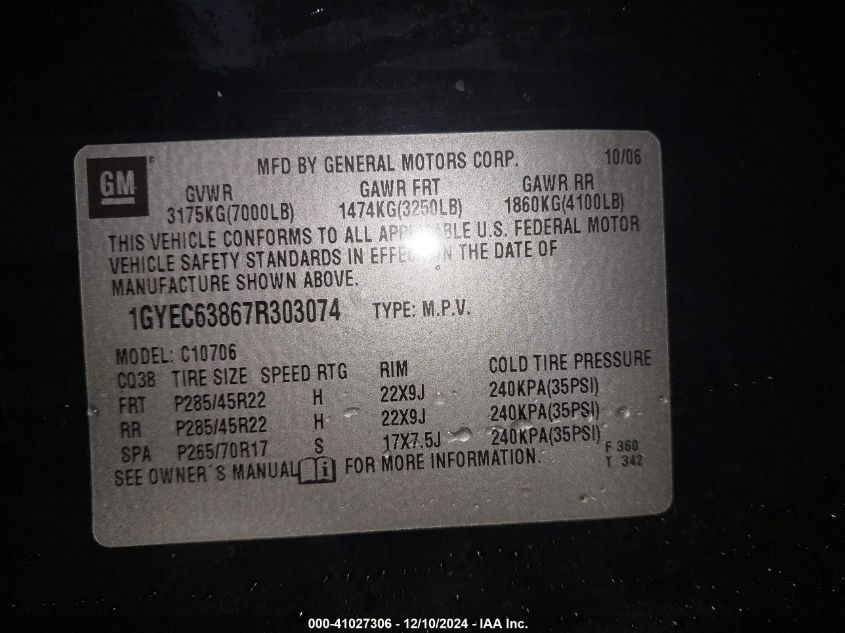 GM ®
MFD BY GENERAL MOTORS CORP. 10/06
GVWR GAWR FRT GAWR RR
3175KG(7000LB) 1474KG(3250LB) 1860KG(4100LB)
THIS VEHICLE CONFORMS TO ALL U.S. FEDERAL MOTOR
VEHICLE SAFETY STANDARDS IN THE DATE OF
MANUFACTURE SHOWN ABOVE.
1GYEC63867R303074 TYPE: M.P.V.
MODEL: C10706
CO38 TIRE SIZE SPEED RTG RIM COLD TIRE PRESSURE
FRT P285/45R22 H 22X9J 240KPA(35PSI)
RR P285/45R22 H 22X9J 240KPA(35PSI)
SPA P265/70R17 S 17X7.5J 240KPA(35PSI)
SEE OWNER´S MANUAL i FOR MORE INFORMATION.
F 360
T 342
000-41027306 - 12/10/2024 - IAA Inc.